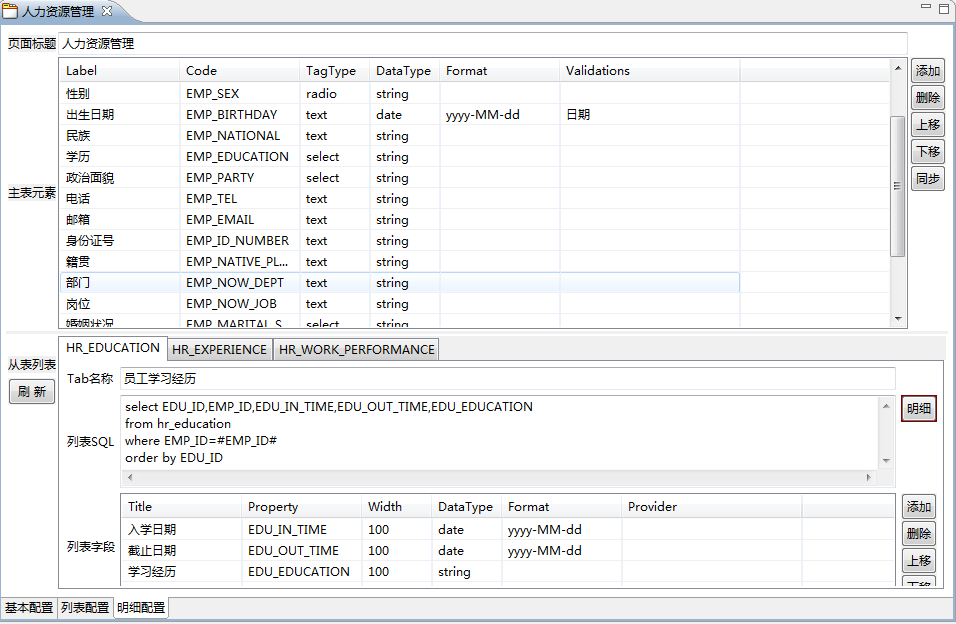 人力资源管理
页面标题 人力资源管理
Label Code TagType DataType Format Validations
添加
性别 EMP_SEX radio string
删除
出生日期 EMP_BIRTHDAY text date yyyy-MM-dd 日期
上移
民族 EMP_NATIONAL text string
下移
学历 EMP_EDUCATION select string
同步
政治面貌 EMP_PARTY select string
主表元素
电话 EMP_TEL text string
邮箱 EMP_EMAIL text string
身份证号 EMP_ID_NUMBER text string
籍贯 EMP_NATIVE_PL... text string
部门 EMP_NOW_DEPT text string
岗位 EMP_NOW_JOB text string
婚姻状况 EMP_MARITAL_S select string
HR_EDUCATION HR_EXPERIENCE HR_WORK_PERFORMANCE
从表列表
刷 新
Tab名称 员工学习经历
列表SQL
select EDU_ID,EMP_ID,EDU_IN_TIME,EDU_OUT_TIME,EDU_EDUCATION
from hr_education
where EMP_ID=#EMP_ID#
order by EDU_ID
明细
Title Property Width DataType Format Provider
添加
入学日期 EDU_IN_TIME 100 date yyyy-MM-dd
删除
列表字段
截止日期 EDU_OUT_TIME 100 date yyyy-MM-dd
上移
学习经历 EDU_EDUCATION 100 string
下移
基本配置 列表配置 明细配置